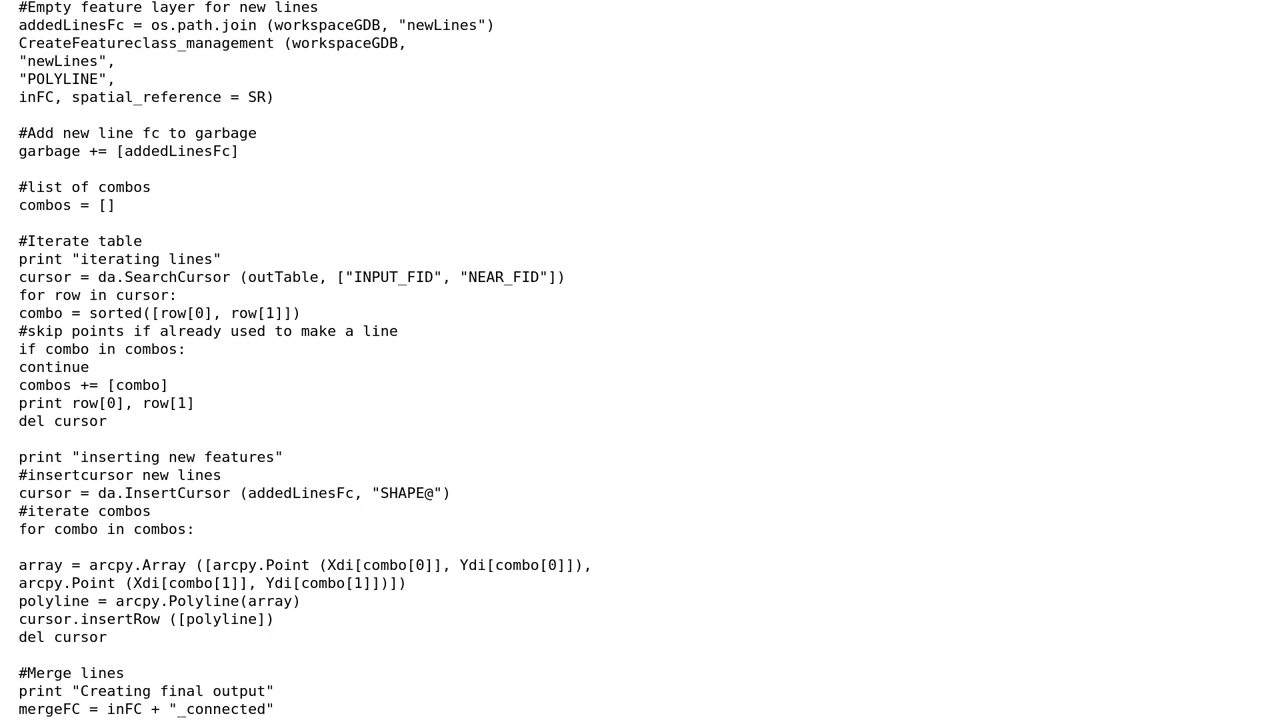 #Empty feature layer for new lines
addedLinesFc = os.path.join (workspaceGDB, "newLines")
CreateFeatureclass_management (workspaceGDB,
"newLines",
"POLYLINE",
inFC, spatial_reference = SR)

#Add new line fc to garbage
garbage += [addedLinesFc]

#list of combos
combos = []

#Iterate table
print "iterating lines"
cursor = da.SearchCursor (outTable, ["INPUT_FID", "NEAR_FID"])
for row in cursor:
combo = sorted([row[0], row[1]])
#skip points if already used to make a line
if combo in combos:
continue
combos += [combo]
print row[0], row[1]
del cursor

print "inserting new features"
#insertcursor new lines
cursor = da.InsertCursor (addedLinesFc, "SHAPE@")
#iterate combos
for combo in combos:

array = arcpy.Array ([arcpy.Point (Xdi[combo[0]], Ydi[combo[0]]),
arcpy.Point (Xdi[combo[1]], Ydi[combo[1]])])
polyline = arcpy.Polyline(array)
cursor.insertRow ([polyline])
del cursor

#Merge lines
print "Creating final output"
mergeFC = inFC + "_connected"